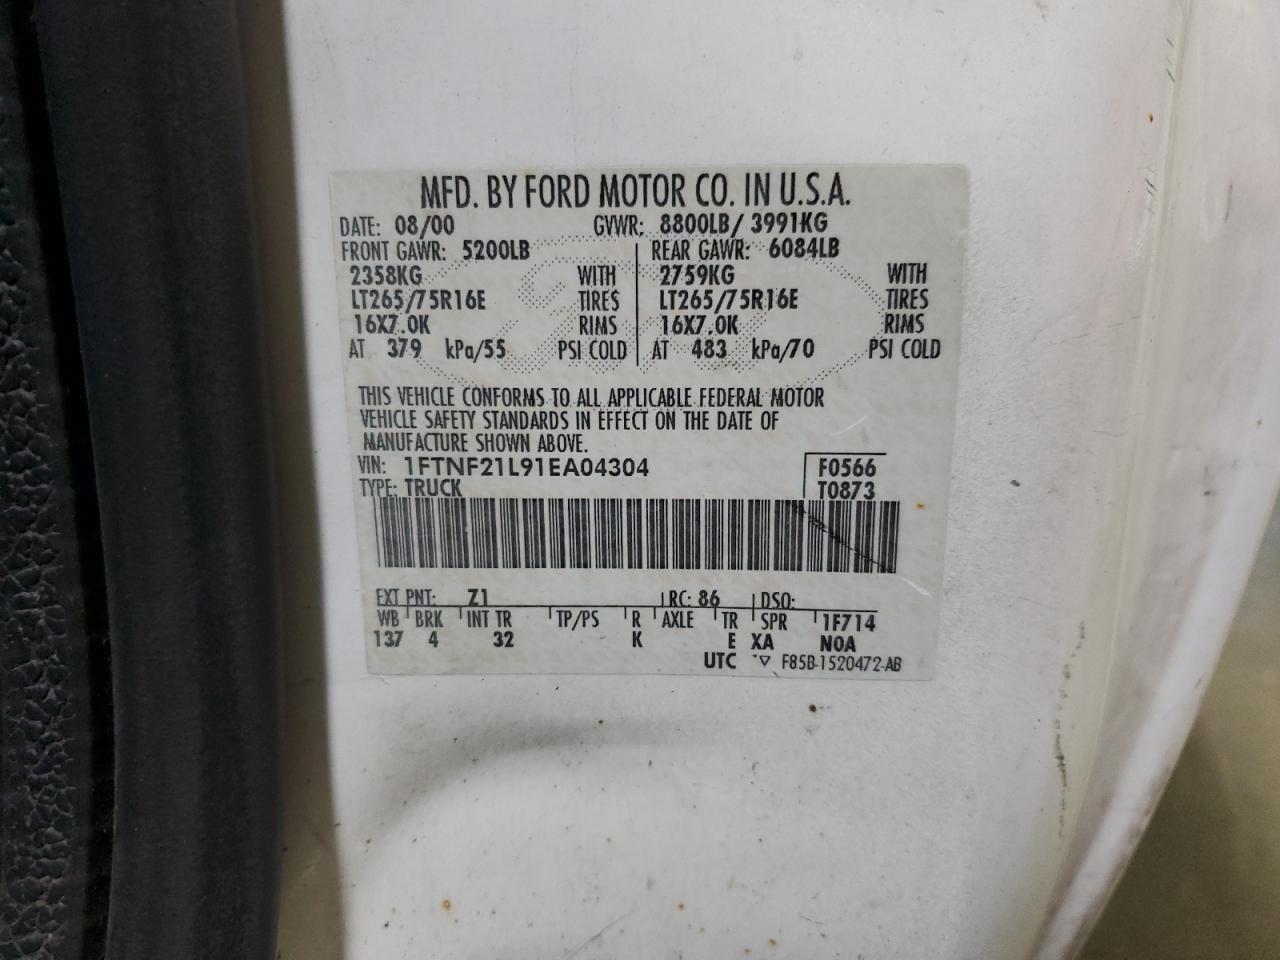 MFD. BY FORD MOTOR CO. IN U.S.A.
DATE: 08/00 GVWR: 8800LB/ 3991KG
FRONT GAWR: 5200LB REAR GAWR: 6084LB
2358KG WITH 2759KG WITH
LT265/75R16E TIRES LT265/75R16E TIRES
16X7.0K RIMS 16X7.0K RIMS
AT 379 kPa/55 PSI COLD AT 483 kPa/70 PSI COLD
THIS VEHICLE CONFORMS TO ALL APPLICABLE FEDERAL MOTOR
VEHICLE SAFETY STANDARDS IN EFFECT ON THE DATE OF
MANUFACTURE SHOWN ABOVE.
VIN: 1FTNF21L91EA04304 F0566
TYPE: TRUCK T0873
EXT PNT: Z1 RC: 86 DSO:
WB BRK INT TR TP/PS R AXLE TR SPR 1F714
137 4 32 K E XA N0A
UTC F85B-1520472-AB